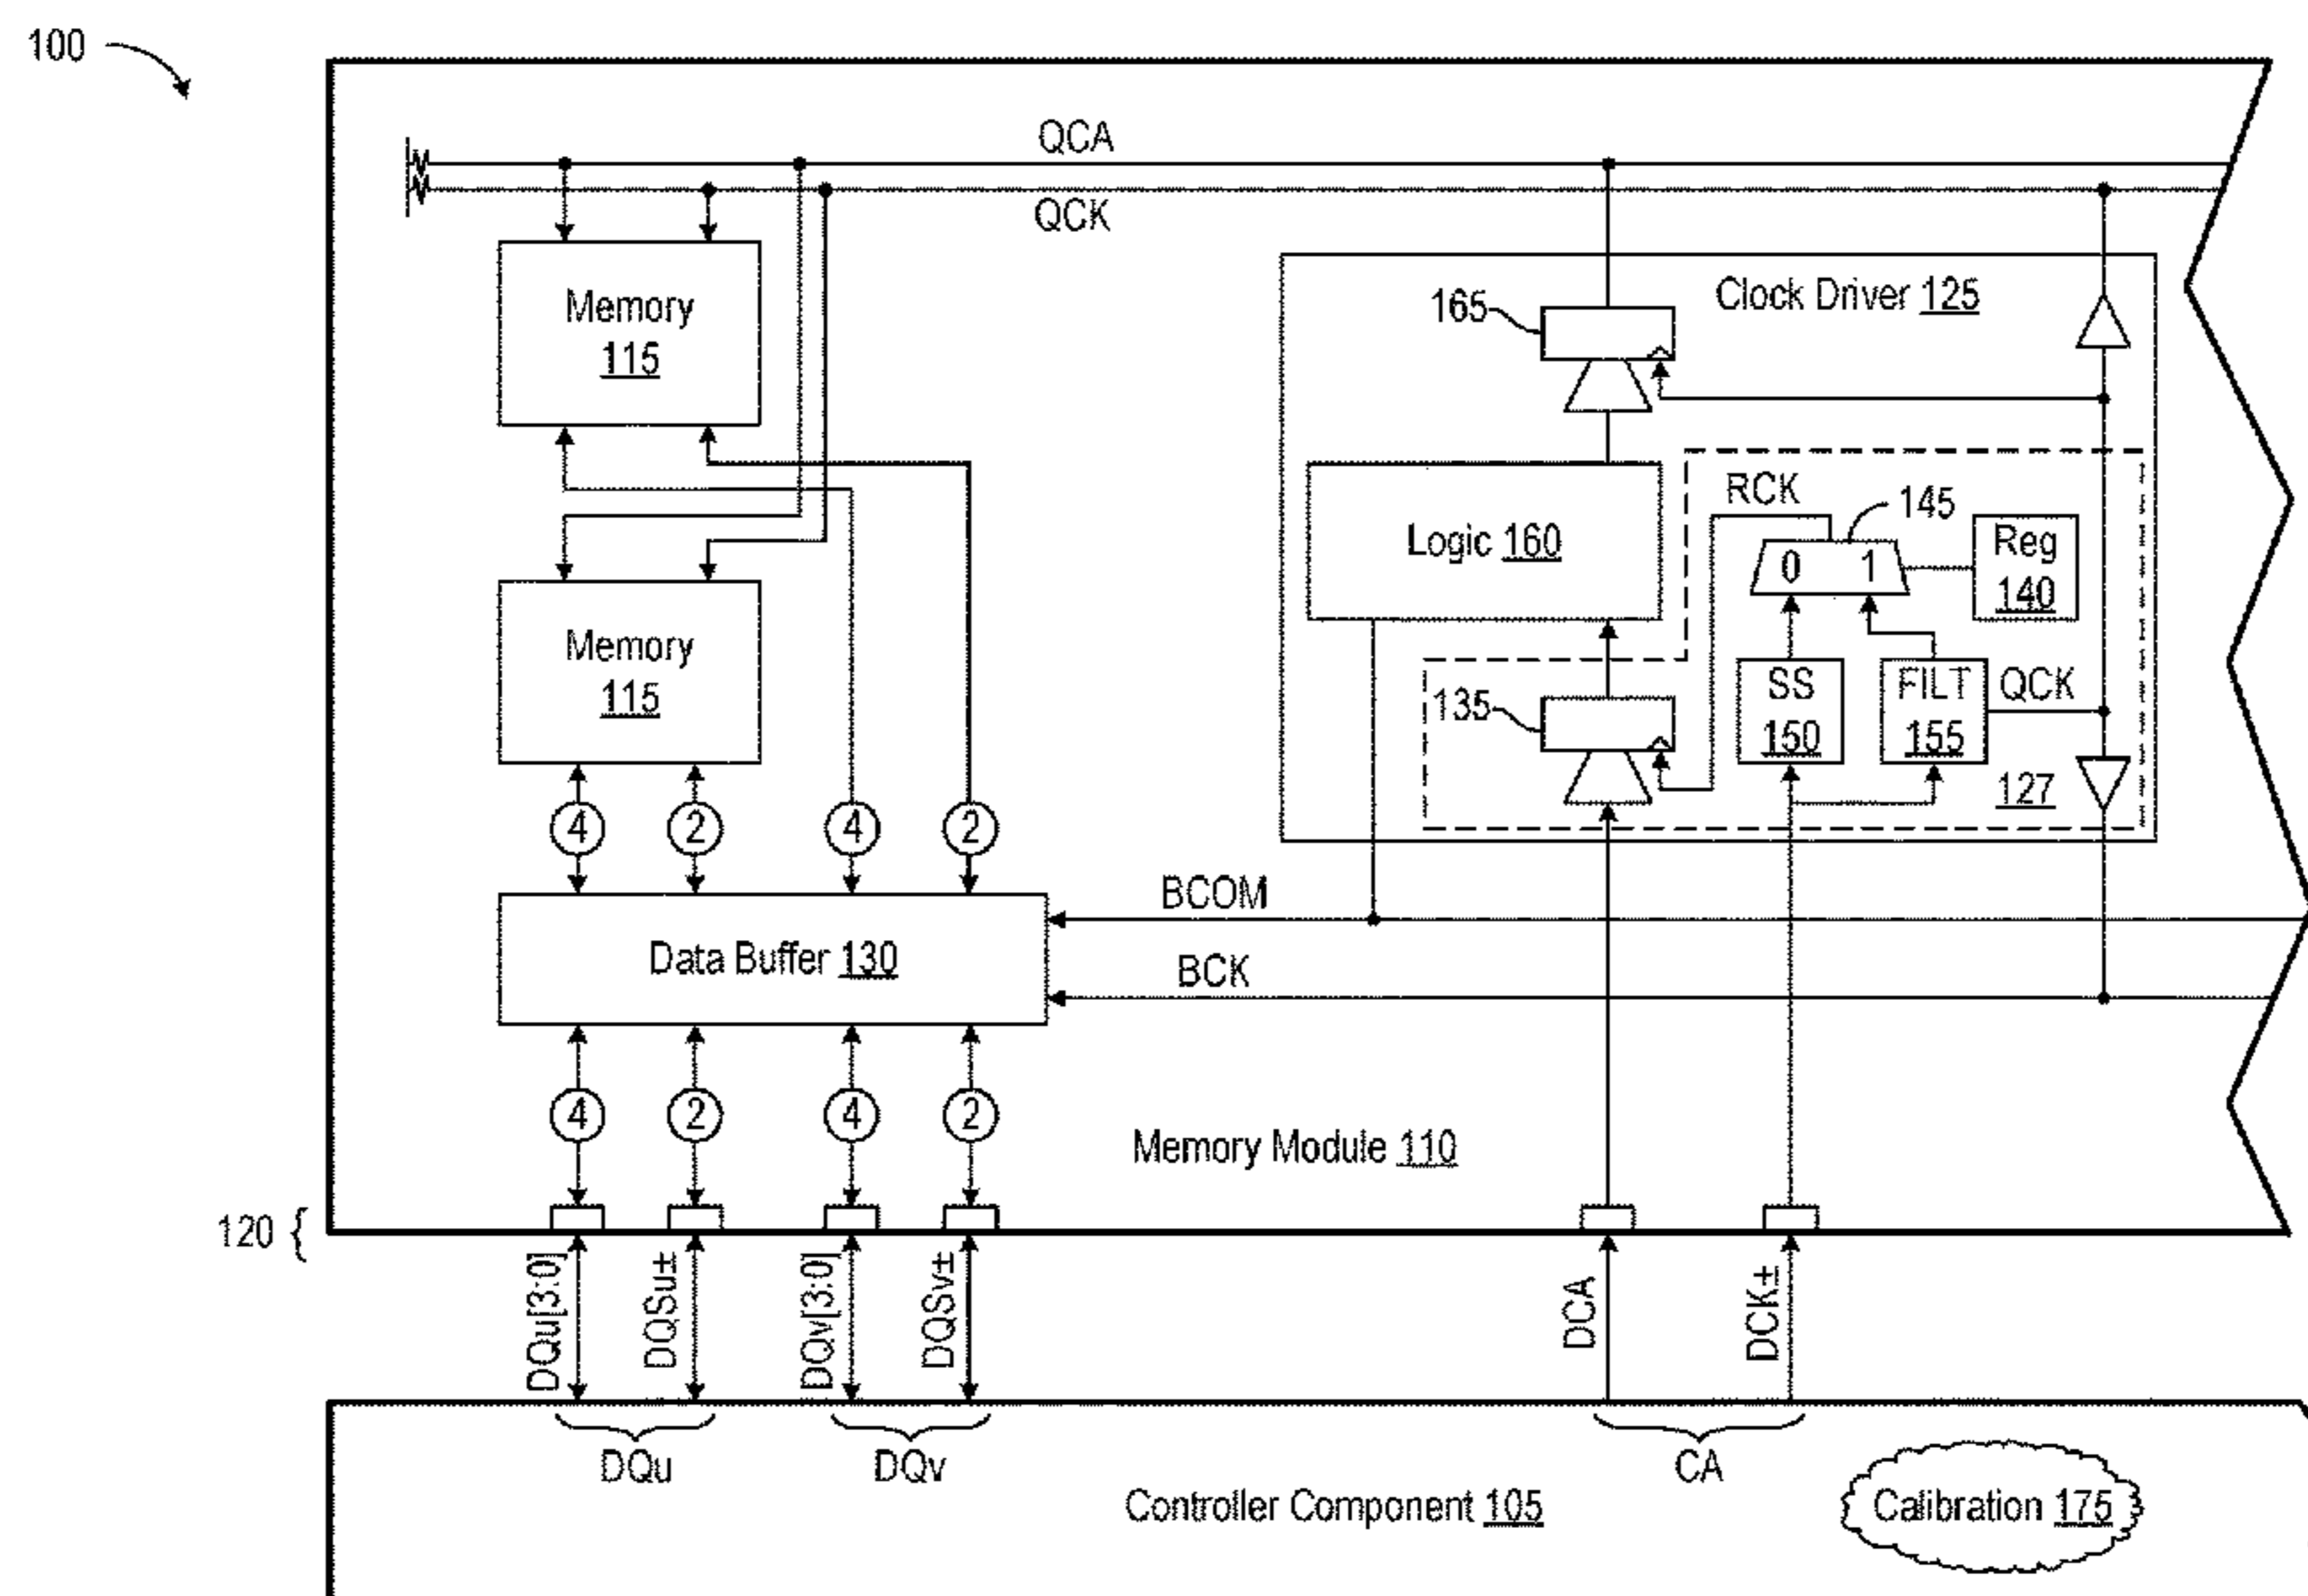 100
QCA
QCK
Memory
115
165
Clock Driver 125
RCK
145
Logic 160
0 1
Reg
140
Memory
115
135
SS
150
FILT
155
QCK
127
4 2 4 2
BCOM
Data Buffer 130
BCK
4 2 4 2
Memory Module 110
120 {
DQu[3:0]
DQSu±
DQv[3:0]
DQSv±
DCA
DCK±
DQu
DQv
CA
Controller Component 105
Calibration 175